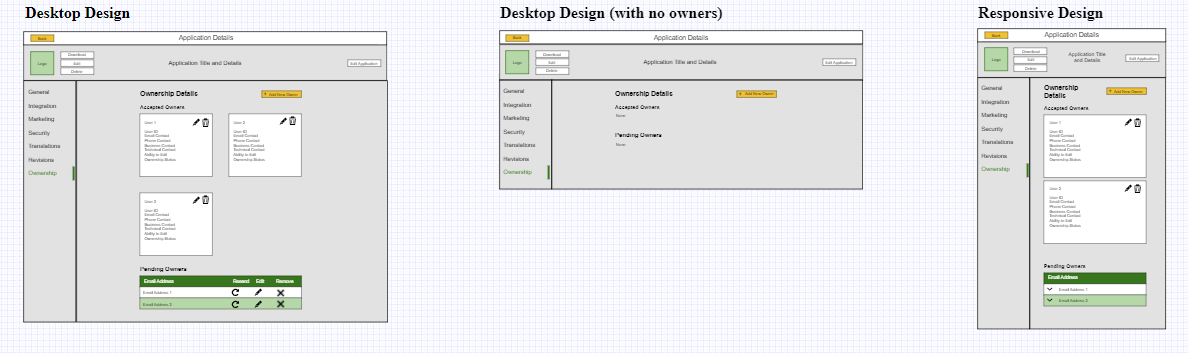 Desktop Design
Back
Application Details
Logo
Download
Edit
Delete
Application Title and Details
Edit Application
General
Integration
Marketing
Security
Translations
Revisions
Ownership
Ownership Details
+ Add New Owner
Accepted Owners
User 1
User ID
Email Contact
Phone Contact
Business Contact
Technical Contact
Ability to Edit
Ownership Status
User 2
User ID
Email Contact
Phone Contact
Business Contact
Technical Contact
Ability to Edit
Ownership Status
User 3
User ID
Email Contact
Phone Contact
Business Contact
Technical Contact
Ability to Edit
Ownership Status
Pending Owners
Email Address Resend Edit Remove
Email Address 1
Email Address 2
Desktop Design (with no owners)
Back
Application Details
Logo
Download
Edit
Delete
Application Title and Details
Edit Application
General
Integration
Marketing
Security
Translations
Revisions
Ownership
Ownership Details
+ Add New Owner
Accepted Owners
None
Pending Owners
None
Responsive Design
Back
Application Details
Logo
Download
Edit
Delete
Application Title
and Details
Edit Application
General
Integration
Marketing
Security
Translations
Revisions
Ownership
Ownership
Details
+ Add New Owner
Accepted Owners
User 1
User ID
Email Contact
Phone Contact
Business Contact
Technical Contact
Ability to Edit
Ownership Status
User 2
User ID
Email Contact
Phone Contact
Business Contact
Technical Contact
Ability to Edit
Ownership Status
Pending Owners
Email Address
Email Address 1
Email Address 2